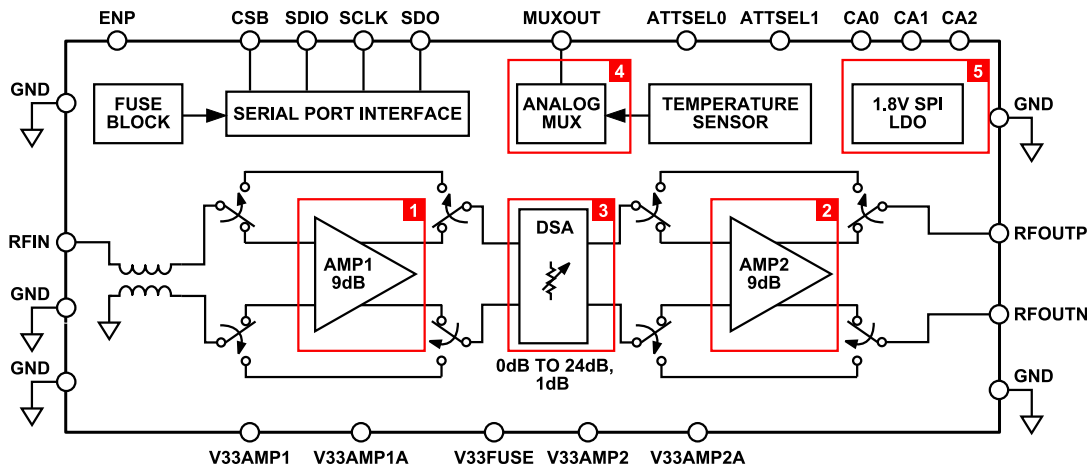 ENP
CSB
SDIO
SCLK
SDO
MUXOUT
ATTSEL0
ATTSEL1
CA0
CA1
CA2
4
5
GND
FUSE
BLOCK
SERIAL PORT INTERFACE
ANALOG
MUX
TEMPERATURE
SENSOR
1.8V SPI
LDO
GND
1
3
2
RFIN
AMP1
9dB
DSA
AMP2
9dB
RFOUTP
GND
RFOUTN
0dB TO 24dB,
1dB
GND
GND
V33AMP1
V33AMP1A
V33FUSE
V33AMP2
V33AMP2A